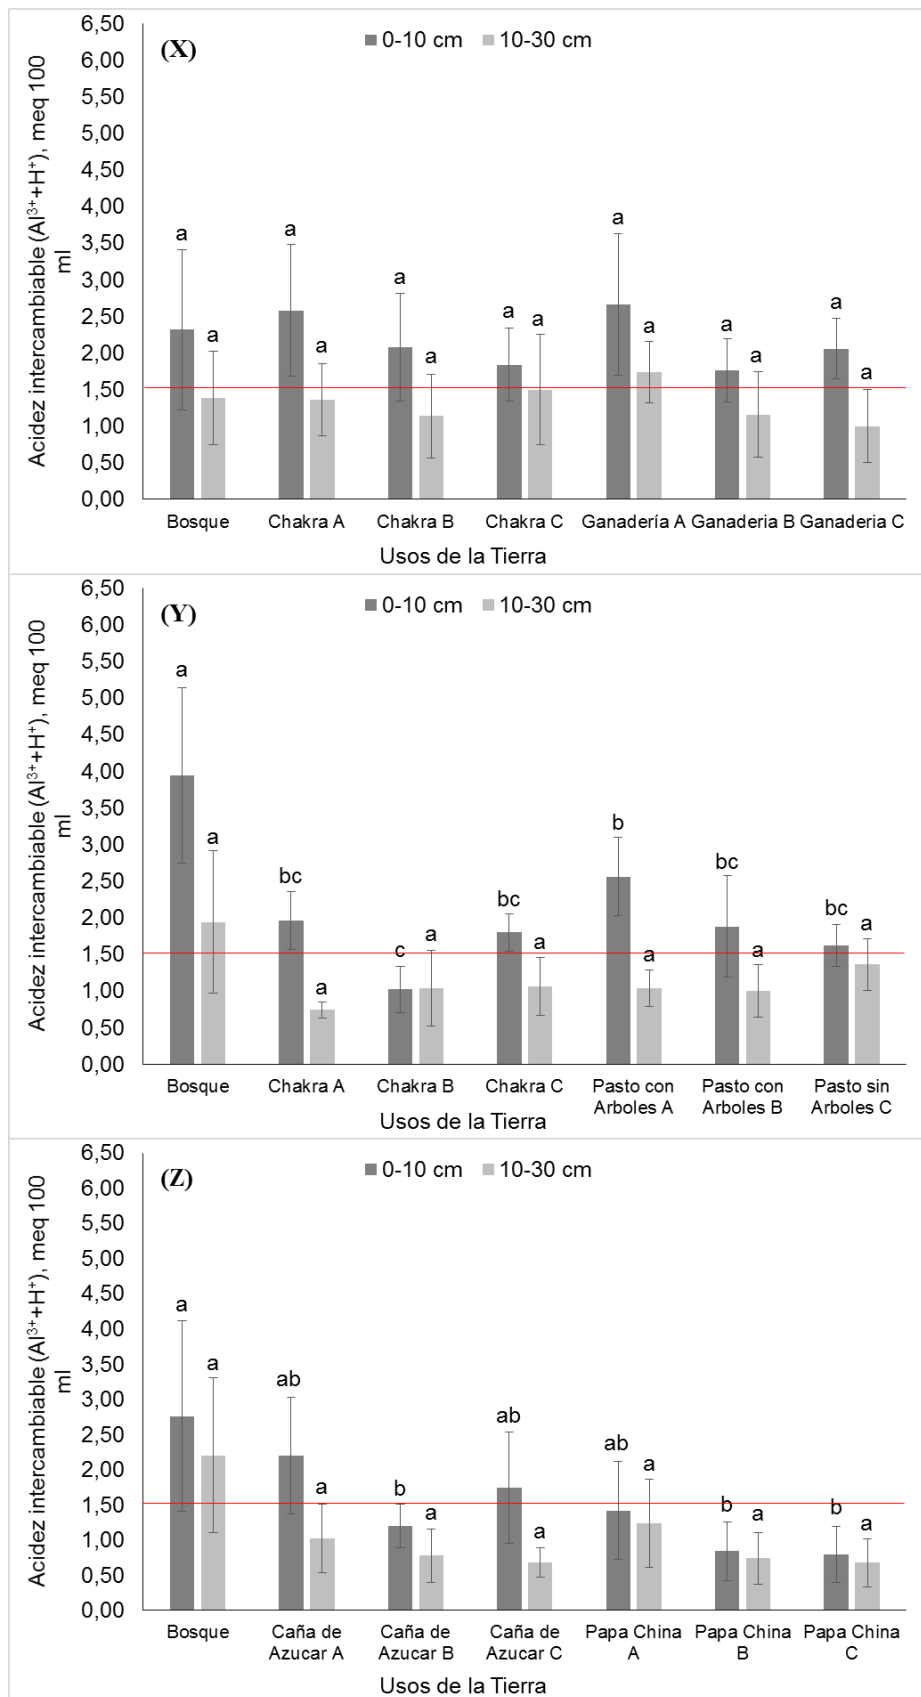 (X)
0-10 cm 10-30 cm
Acidez intercambiable (Al³⁺+H⁺), meq 100
ml
6,50
6,00
5,50
5,00
4,50
4,00
3,50
3,00
2,50
2,00
1,50
1,00
0,50
0,00
a a a a a a a a a a a a a a
Bosque Chakra A Chakra B Chakra C Ganadería A Ganaderia B Ganaderia C
Usos de la Tierra
(Y)
0-10 cm 10-30 cm
Acidez intercambiable (Al³⁺+H⁺), meq 100
ml
6,50
6,00
5,50
5,00
4,50
4,00
3,50
3,00
2,50
2,00
1,50
1,00
0,50
0,00
a a bc a c a bc a b a bc a bc a
Bosque Chakra A Chakra B Chakra C Pasto con Pasto con Pasto sin
Arboles A Arboles B Arboles C
Usos de la Tierra
(Z)
0-10 cm 10-30 cm
Acidez intercambiable (Al³⁺+H⁺), meq 100
ml
6,50
6,00
5,50
5,00
4,50
4,00
3,50
3,00
2,50
2,00
1,50
1,00
0,50
0,00
a a ab a b a ab a ab a b a b a
Bosque Caña de Caña de Caña de Papa China Papa China Papa China
Azucar A Azucar B Azucar C A B C
Usos de la Tierra